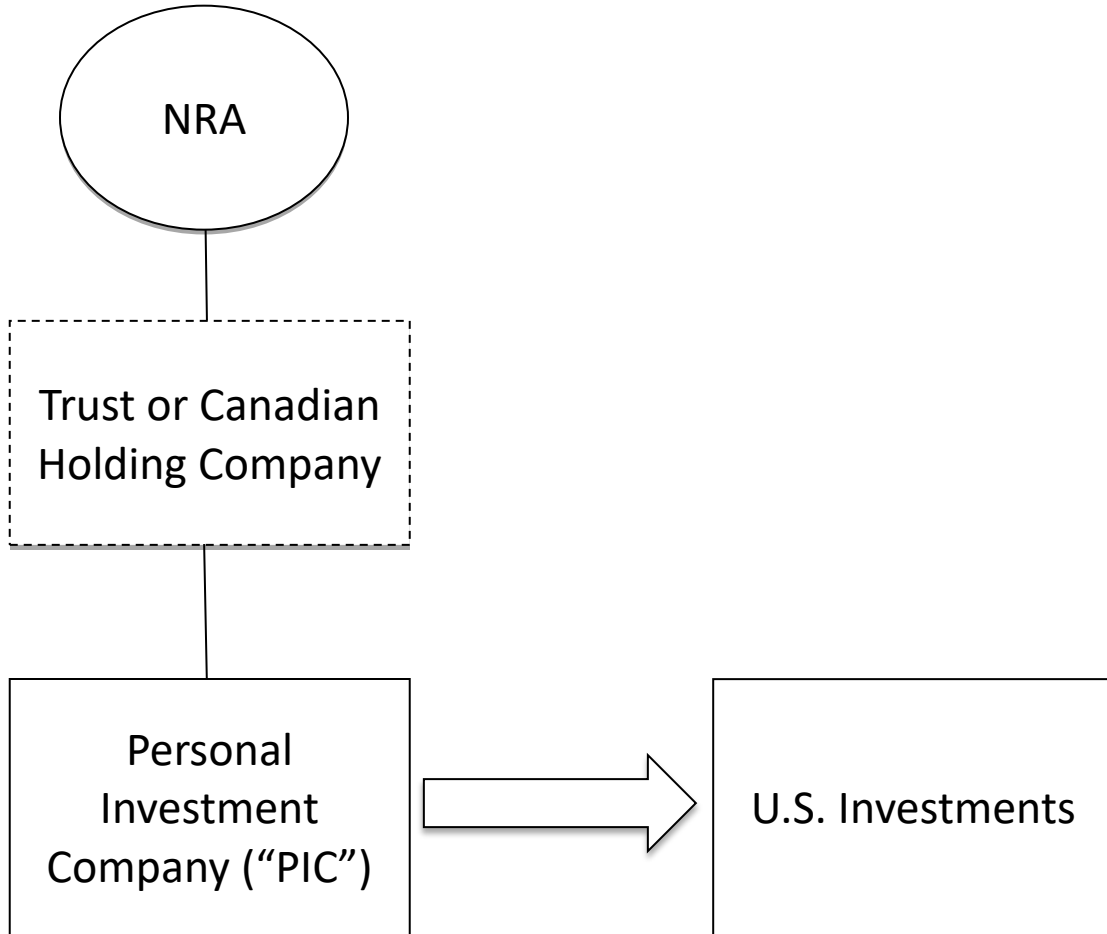 NRA
Trust or Canadian
Holding Company
Personal
Investment
Company (“PIC”)
U.S. Investments